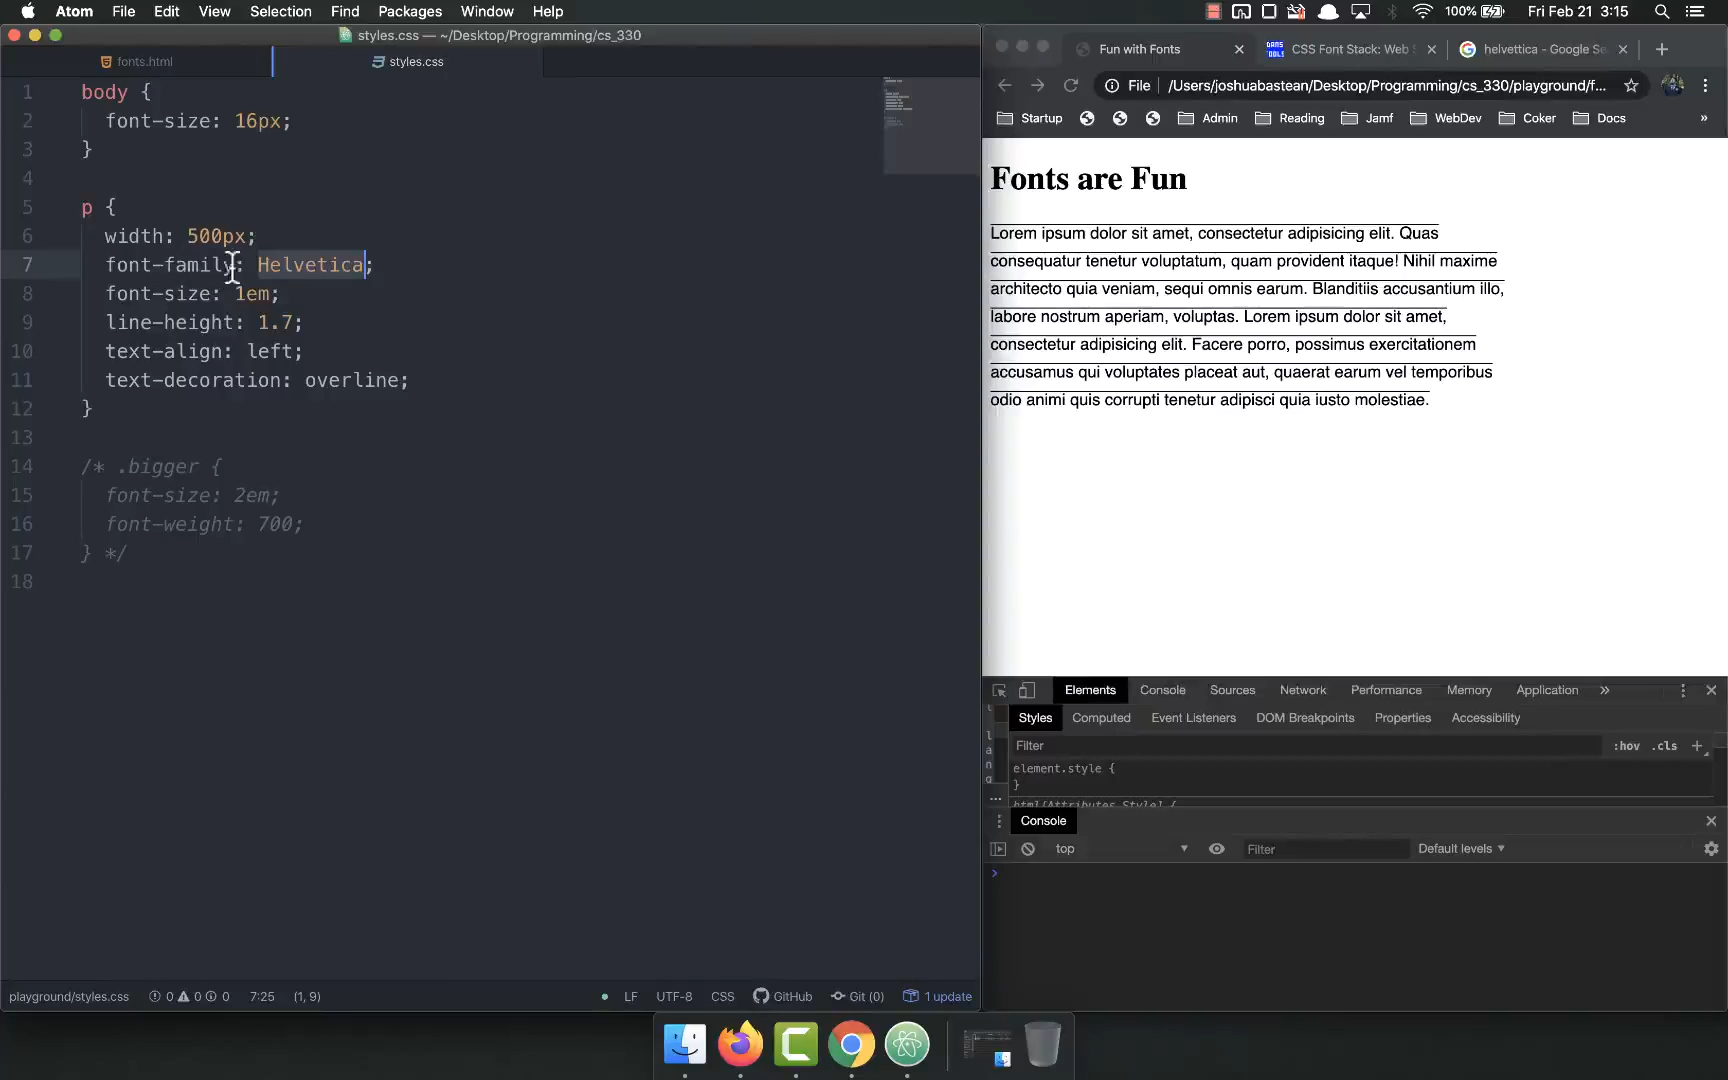 Atom File Edit View Selection Find Packages Window Help 100% Fri Feb 21 3:15
styles.css — ~/Desktop/Programming/cs_330
fonts.html styles.css
1 body {
2 font-size: 16px;
3 }
4
5 p {
6 width: 500px;
7 font-family: Helvetica;
8 font-size: 1em;
9 line-height: 1.7;
10 text-align: left;
11 text-decoration: overline;
12 }
13
14 /* .bigger {
15 font-size: 2em;
16 font-weight: 700;
17 } */
18
playground/styles.css 0 0 0 7:25 (1, 9) LF UTF-8 CSS GitHub Git (0) 1 update
Fun with Fonts CSS Font Stack: Web S helvettica - Google Se
File /Users/joshuabastean/Desktop/Programming/cs_330/playground/f...
Startup Admin Reading Jamf WebDev Coker Docs »
Fonts are Fun
Lorem ipsum dolor sit amet, consectetur adipisicing elit. Quas
consequatur tenetur voluptatum, quam provident itaque! Nihil maxime
architecto quia veniam, sequi omnis earum. Blanditiis accusantium illo,
labore nostrum aperiam, voluptas. Lorem ipsum dolor sit amet,
consectetur adipisicing elit. Facere porro, possimus exercitationem
accusamus qui voluptates placeat aut, quaerat earum vel temporibus
odio animi quis corrupti tenetur adipisci quia iusto molestiae.
Elements Console Sources Network Performance Memory Application »
Styles Computed Event Listeners DOM Breakpoints Properties Accessibility
Filter :hov .cls +
element.style {
}
html[Attributes Style] {
Console
top Filter Default levels
>